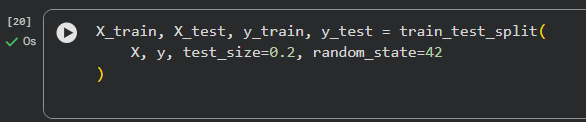 [20]
0s
X_train, X_test, y_train, y_test = train_test_split(
    X, y, test_size=0.2, random_state=42
)